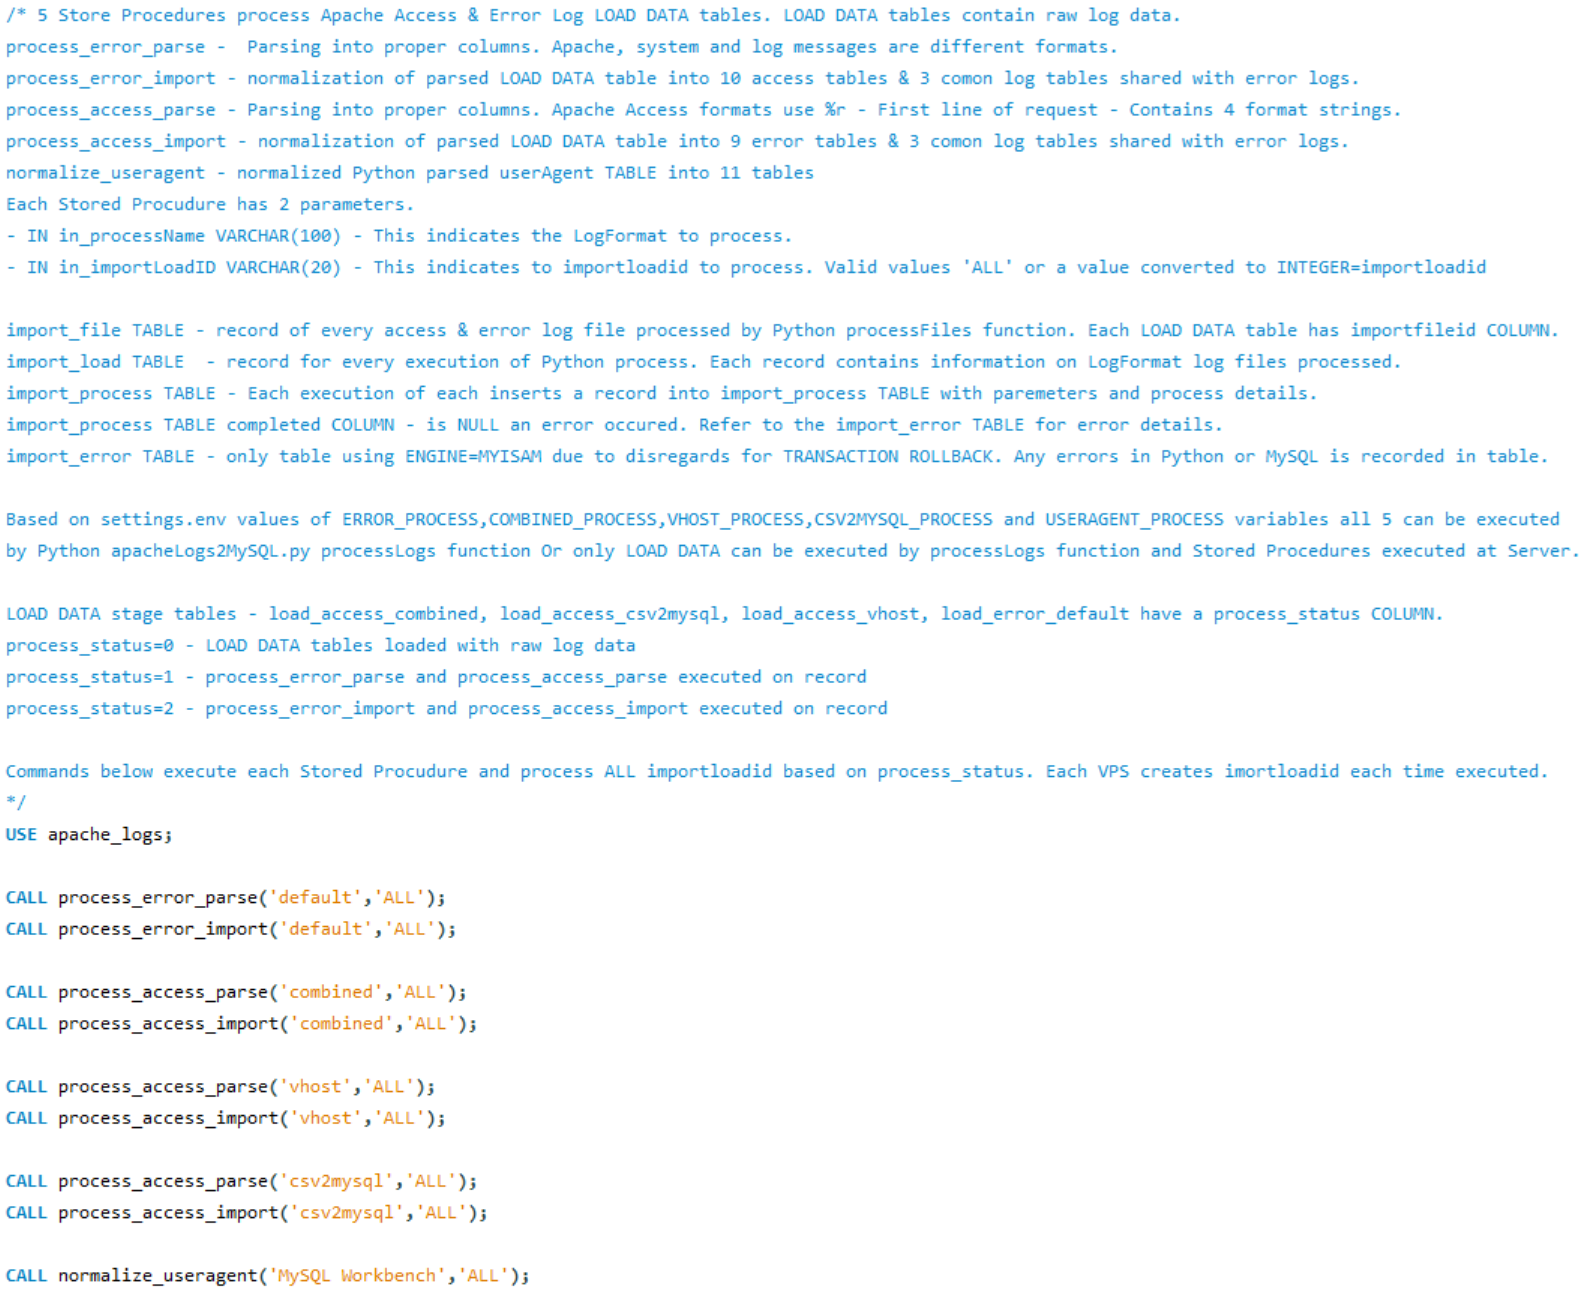 /* 5 Store Procedures process Apache Access & Error Log LOAD DATA tables. LOAD DATA tables contain raw log data.
process_error_parse -  Parsing into proper columns. Apache, system and log messages are different formats.
process_error_import - normalization of parsed LOAD DATA table into 10 access tables & 3 comon log tables shared with error logs.
process_access_parse - Parsing into proper columns. Apache Access formats use %r - First line of request - Contains 4 format strings.
process_access_import - normalization of parsed LOAD DATA table into 9 error tables & 3 comon log tables shared with error logs.
normalize_useragent - normalized Python parsed userAgent TABLE into 11 tables
Each Stored Procudure has 2 parameters.
- IN in_processName VARCHAR(100) - This indicates the LogFormat to process.
- IN in_importLoadID VARCHAR(20) - This indicates to importloadid to process. Valid values 'ALL' or a value converted to INTEGER=importloadid

import_file TABLE - record of every access & error log file processed by Python processFiles function. Each LOAD DATA table has importfileid COLUMN.
import_load TABLE  - record for every execution of Python process. Each record contains information on LogFormat log files processed.
import_process TABLE - Each execution of each inserts a record into import_process TABLE with paremeters and process details.
import_process TABLE completed COLUMN - is NULL an error occured. Refer to the import_error TABLE for error details.
import_error TABLE - only table using ENGINE=MYISAM due to disregards for TRANSACTION ROLLBACK. Any errors in Python or MySQL is recorded in table.

Based on settings.env values of ERROR_PROCESS,COMBINED_PROCESS,VHOST_PROCESS,CSV2MYSQL_PROCESS and USERAGENT_PROCESS variables all 5 can be executed
by Python apacheLogs2MySQL.py processLogs function Or only LOAD DATA can be executed by processLogs function and Stored Procedures executed at Server.

LOAD DATA stage tables - load_access_combined, load_access_csv2mysql, load_access_vhost, load_error_default have a process_status COLUMN.
process_status=0 - LOAD DATA tables loaded with raw log data
process_status=1 - process_error_parse and process_access_parse executed on record
process_status=2 - process_error_import and process_access_import executed on record

Commands below execute each Stored Procudure and process ALL importloadid based on process_status. Each VPS creates imortloadid each time executed.
*/
USE apache_logs;

CALL process_error_parse('default','ALL');
CALL process_error_import('default','ALL');

CALL process_access_parse('combined','ALL');
CALL process_access_import('combined','ALL');

CALL process_access_parse('vhost','ALL');
CALL process_access_import('vhost','ALL');

CALL process_access_parse('csv2mysql','ALL');
CALL process_access_import('csv2mysql','ALL');

CALL normalize_useragent('MySQL Workbench','ALL');